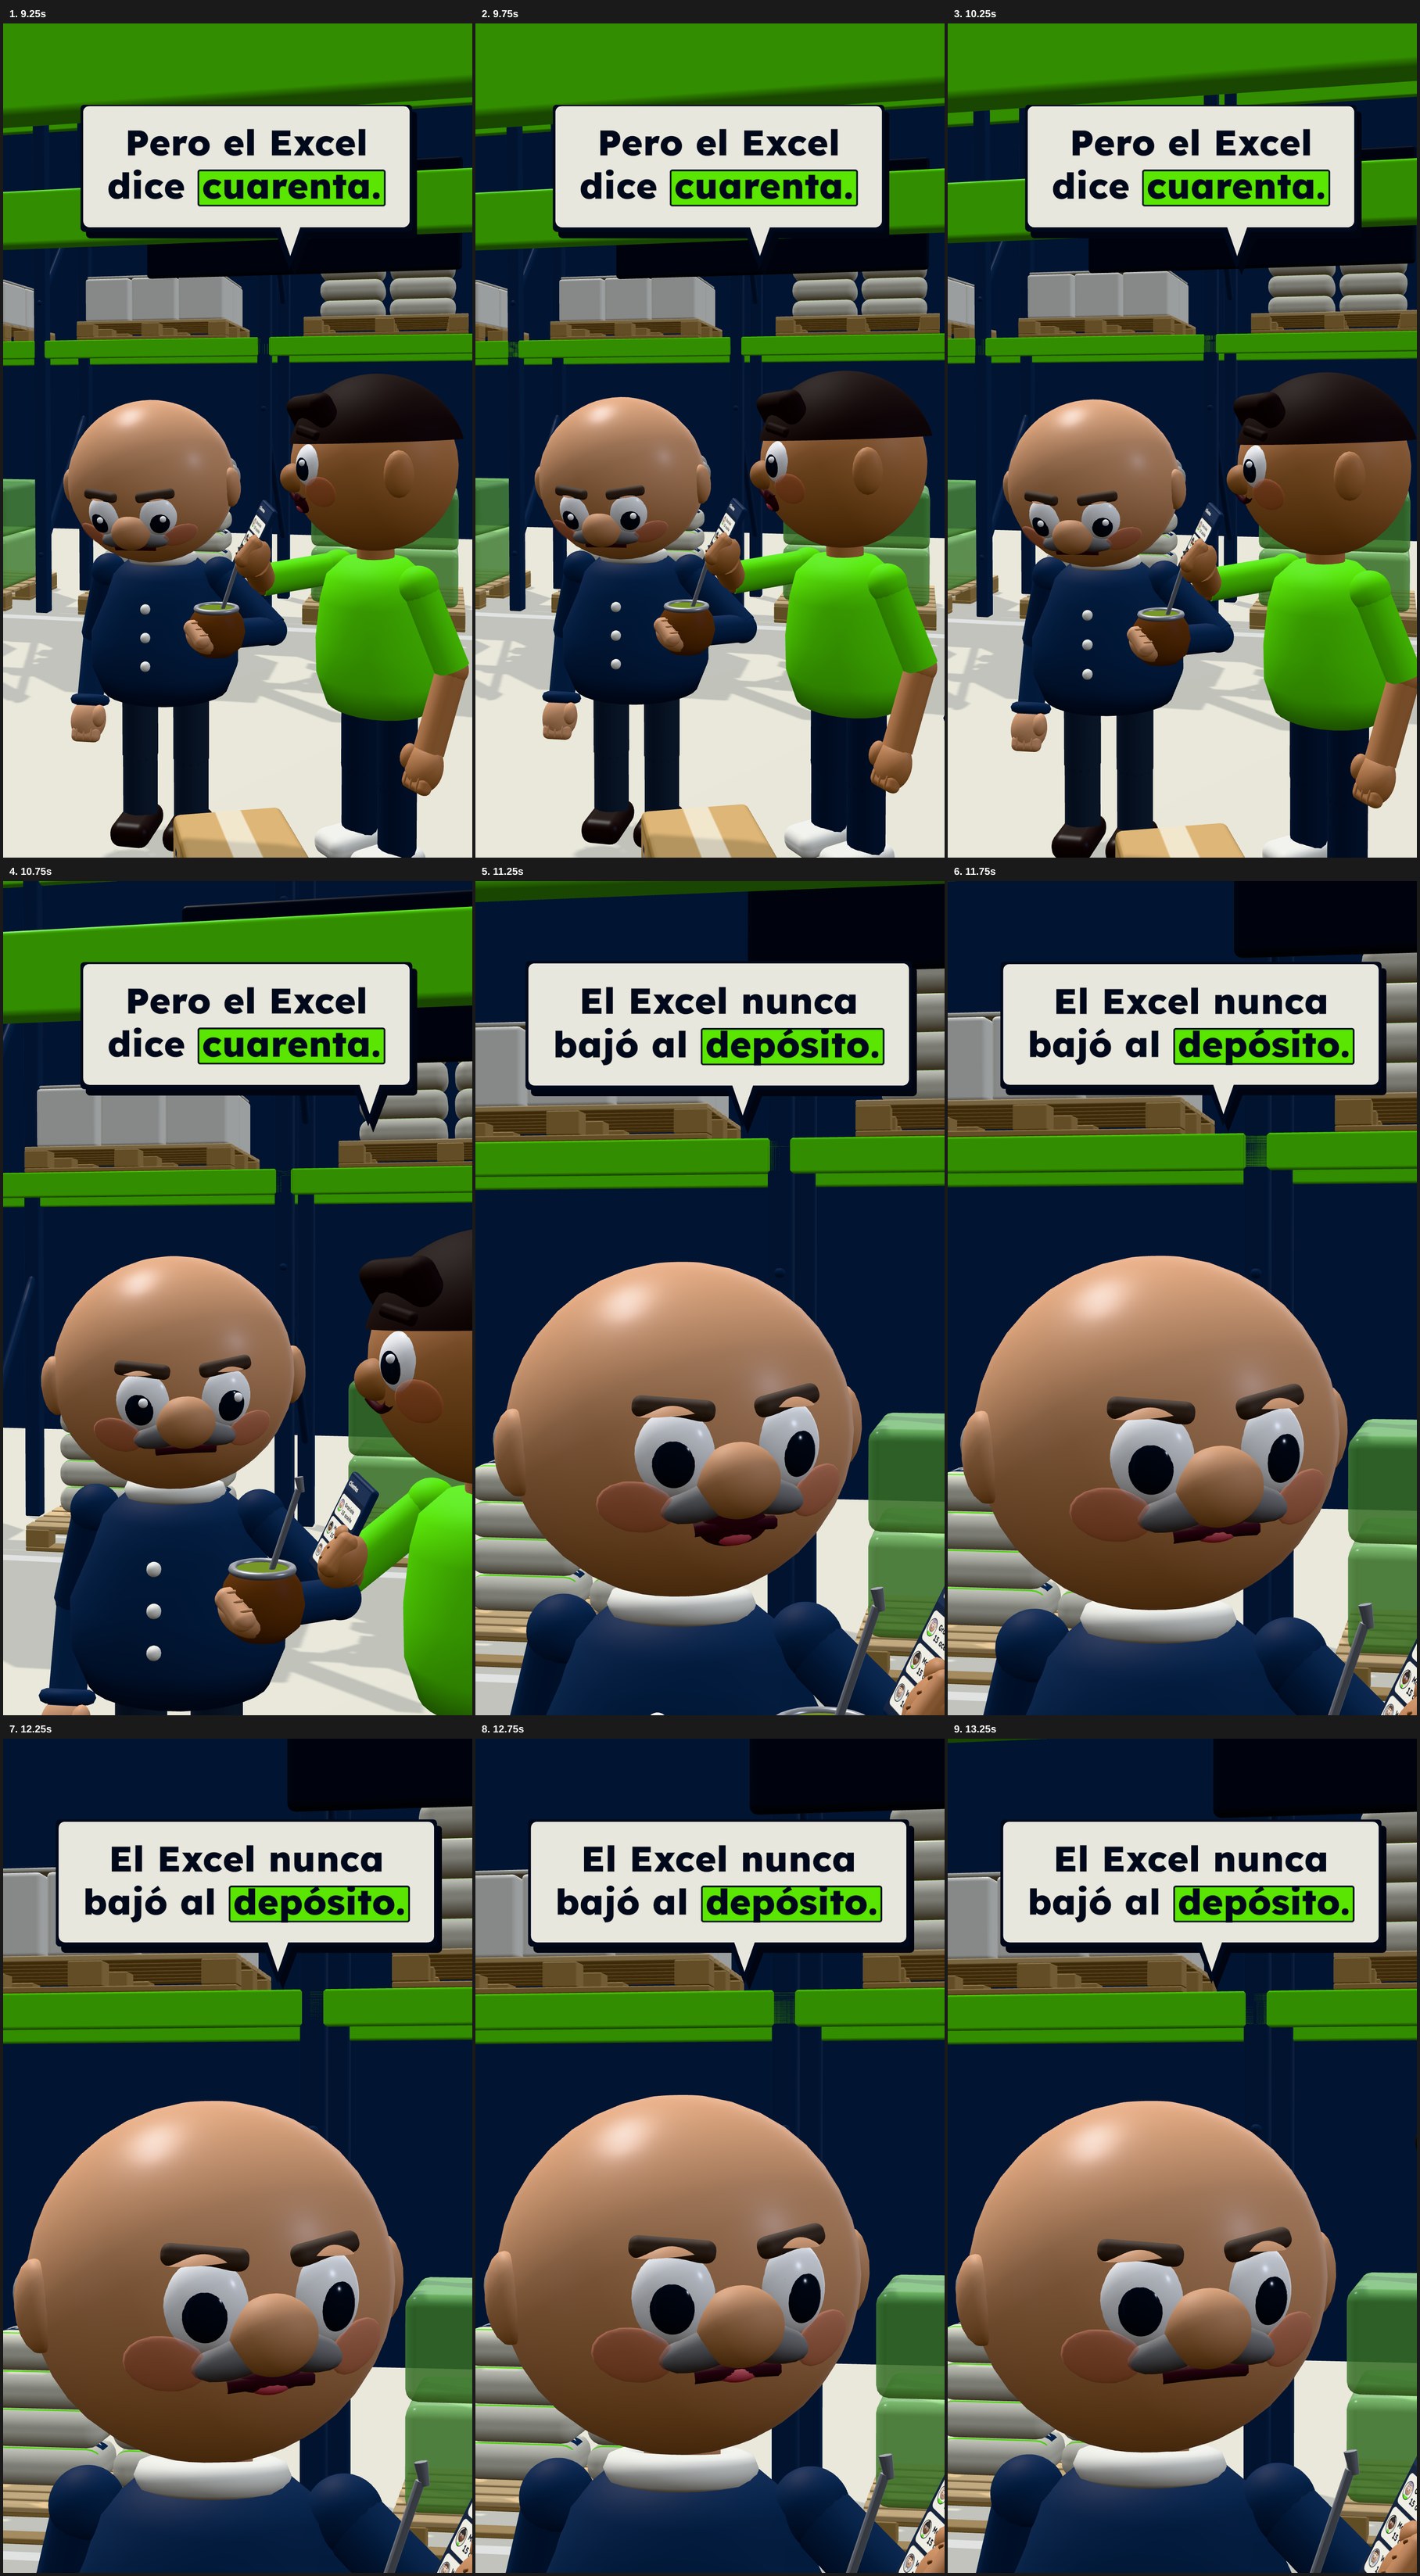 1. 9.25s
Pero el Excel
dice cuarenta.
2. 9.75s
Pero el Excel
dice cuarenta.
3. 10.25s
Pero el Excel
dice cuarenta.
4. 10.75s
Pero el Excel
dice cuarenta.
5. 11.25s
El Excel nunca
bajó al depósito.
6. 11.75s
El Excel nunca
bajó al depósito.
7. 12.25s
El Excel nunca
bajó al depósito.
8. 12.75s
El Excel nunca
bajó al depósito.
9. 13.25s
El Excel nunca
bajó al depósito.